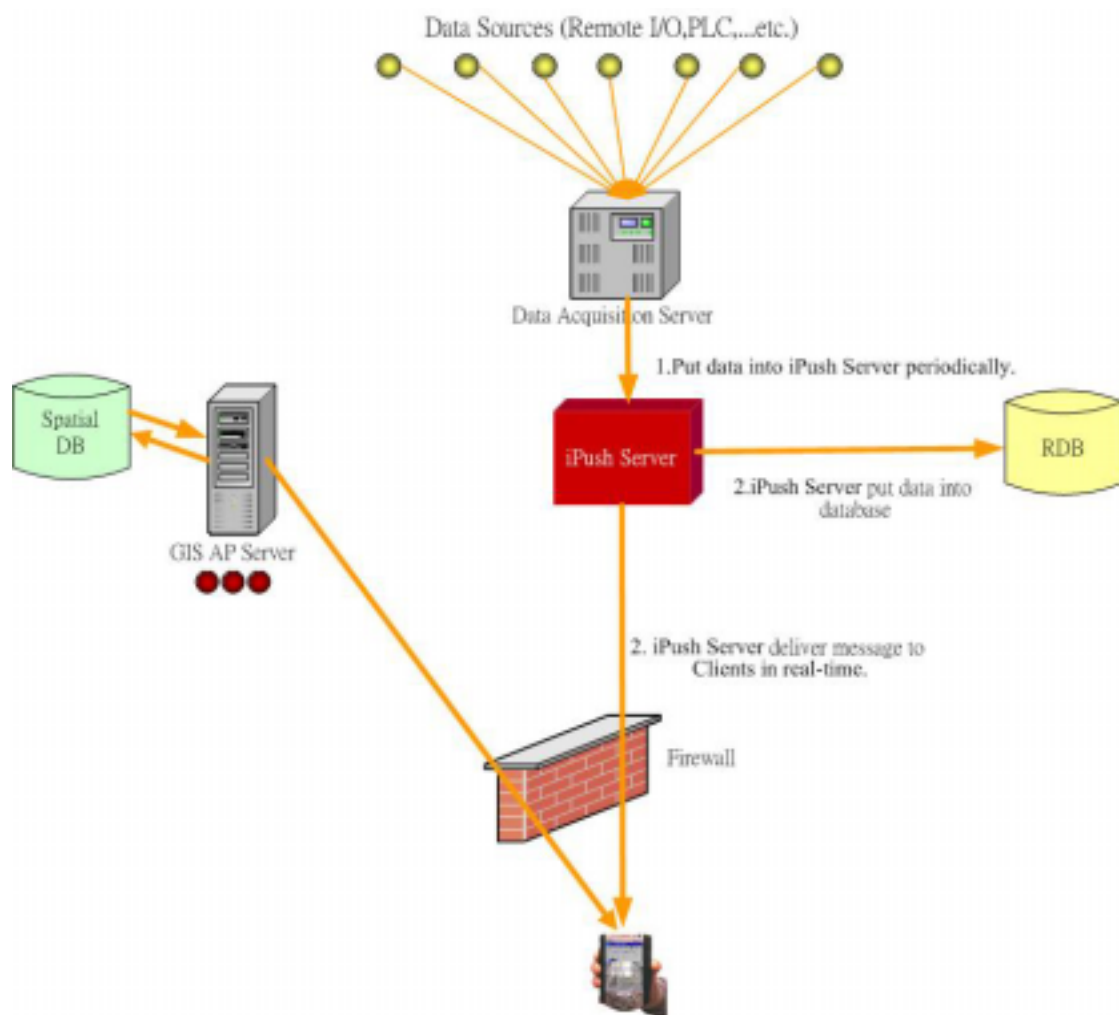 Data Sources (Remote I/O,PLC,...etc.)
Data Acquisition Server
1.Put data into iPush Server periodically.
Spatial
DB
iPush Server
RDB
2.iPush Server put data into
database
GIS AP Server
2. iPush Server deliver message to
Clients in real-time.
Firewall